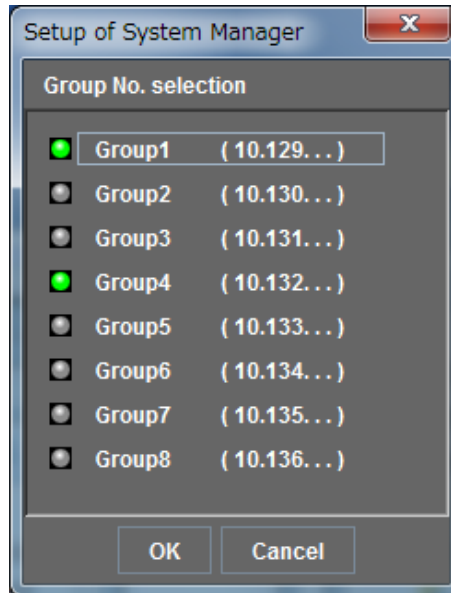 Setup of System Manager
Group No. selection
Group1 ( 10.129. . . )
Group2 ( 10.130. . . )
Group3 ( 10.131. . . )
Group4 ( 10.132. . . )
Group5 ( 10.133. . . )
Group6 ( 10.134. . . )
Group7 ( 10.135. . . )
Group8 ( 10.136. . . )
OK Cancel